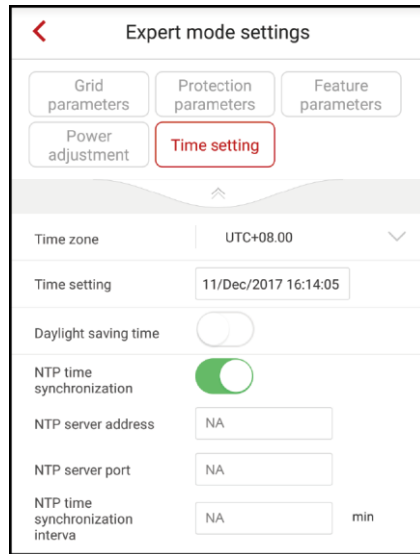 Expert mode settings
Grid
parameters
Protection
parameters
Feature
parameters
Power
adjustment
Time setting
Time zone
UTC+08.00
Time setting
11/Dec/2017 16:14:05
Daylight saving time
NTP time
synchronization
NTP server address
NA
NTP server port
NA
NTP time
synchronization
interva
NA
min